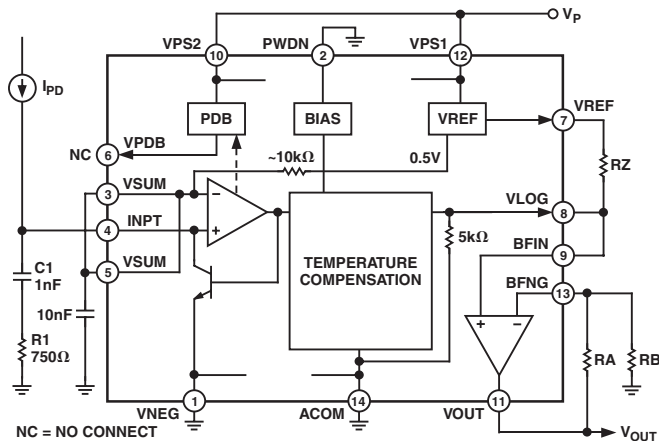 V_P
VPS2
PWDN
VPS1
10
2
12
I_PD
PDB
BIAS
VREF
7
VREF
NC
6
VPDB
~10kΩ
0.5V
RZ
3
VSUM
−
VLOG
8
4
INPT
+
5kΩ
BFIN
9
5
VSUM
TEMPERATURE
COMPENSATION
BFNG
13
C1
1nF
10nF
+
−
R1
750Ω
RA
RB
1
14
11
VNEG
ACOM
VOUT
V_OUT
NC = NO CONNECT